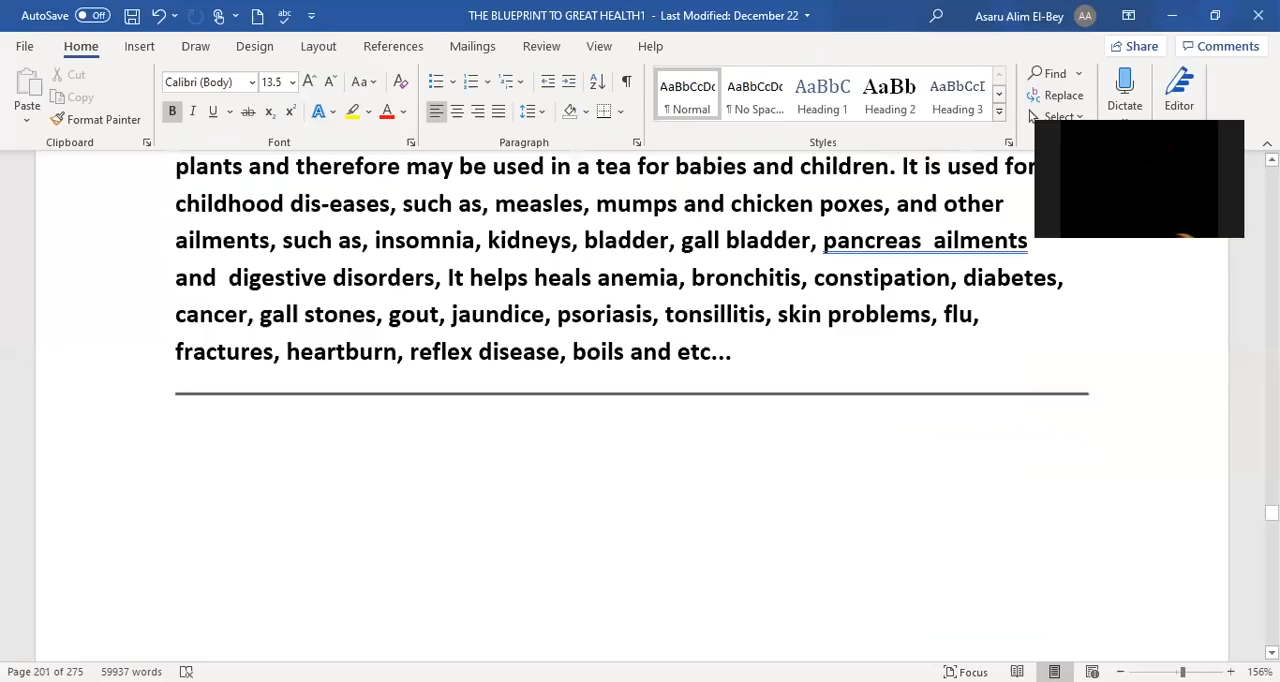 AutoSave Off THE BLUEPRINT TO GREAT HEALTH1 - Last Modified: December 22 Asaru Alim El-Bey AA
File Home Insert Draw Design Layout References Mailings Review View Help Share Comments
Paste Cut Copy Format Painter
Calibri (Body) 13.5 Aa
B I U ab x₂ x² A A
AaBbCcDc AaBbCcDc AaBbC AaBb AaBbCcI
¶ Normal ¶ No Spac... Heading 1 Heading 2 Heading 3
Find Replace Select Dictate Editor
Clipboard Font Paragraph Styles
plants and therefore may be used in a tea for babies and children. It is used for
childhood dis-eases, such as, measles, mumps and chicken poxes, and other
ailments, such as, insomnia, kidneys, bladder, gall bladder, pancreas  ailments
and  digestive disorders, It helps heals anemia, bronchitis, constipation, diabetes,
cancer, gall stones, gout, jaundice, psoriasis, tonsillitis, skin problems, flu,
fractures, heartburn, reflex disease, boils and etc...
Page 201 of 275 59937 words Focus 156%